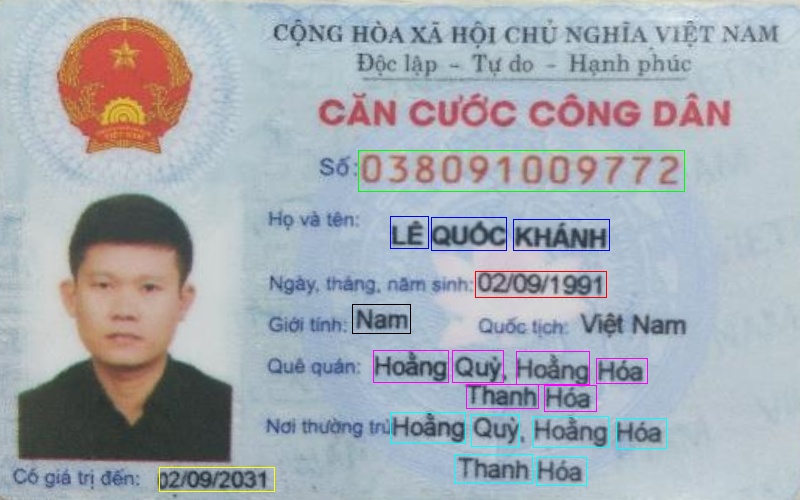 CỘNG HÒA XÃ HỘI CHỦ NGHĨA VIỆT NAM
Độc lập - Tự do - Hạnh phúc
CĂN CƯỚC CÔNG DÂN
Số: 038091009772
Họ và tên: LÊ QUỐC KHÁNH
Ngày, tháng, năm sinh: 02/09/1991
Giới tính: Nam Quốc tịch: Việt Nam
Quê quán: Hoằng Quỳ, Hoằng Hóa
Thanh Hóa
Nơi thường trú Hoằng Quỳ, Hoằng Hóa
Thanh Hóa
Có giá trị đến: 02/09/2031